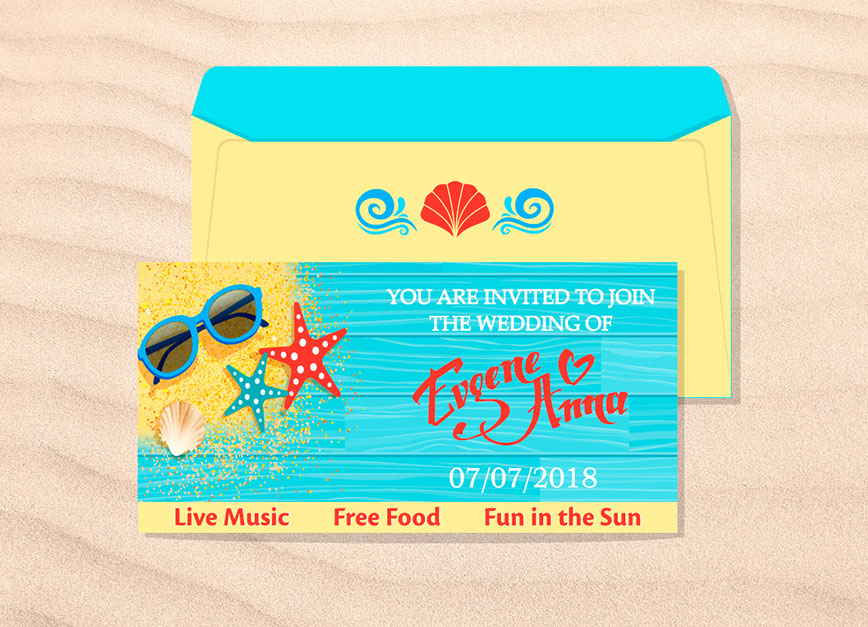 YOU ARE INVITED TO JOIN
THE WEDDING OF
Evgene
Anna
07/07/2018
Live Music Free Food Fun in the Sun